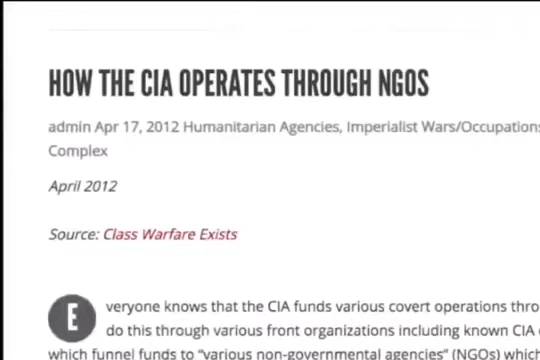 HOW THE CIA OPERATES THROUGH NGOS
admin Apr 17, 2012 Humanitarian Agencies, Imperialist Wars/Occupations
Complex
April 2012
Source: Class Warfare Exists
Everyone knows that the CIA funds various covert operations thro
do this through various front organizations including known CIA
which funnel funds to "various non-governmental agencies" (NGOs) which